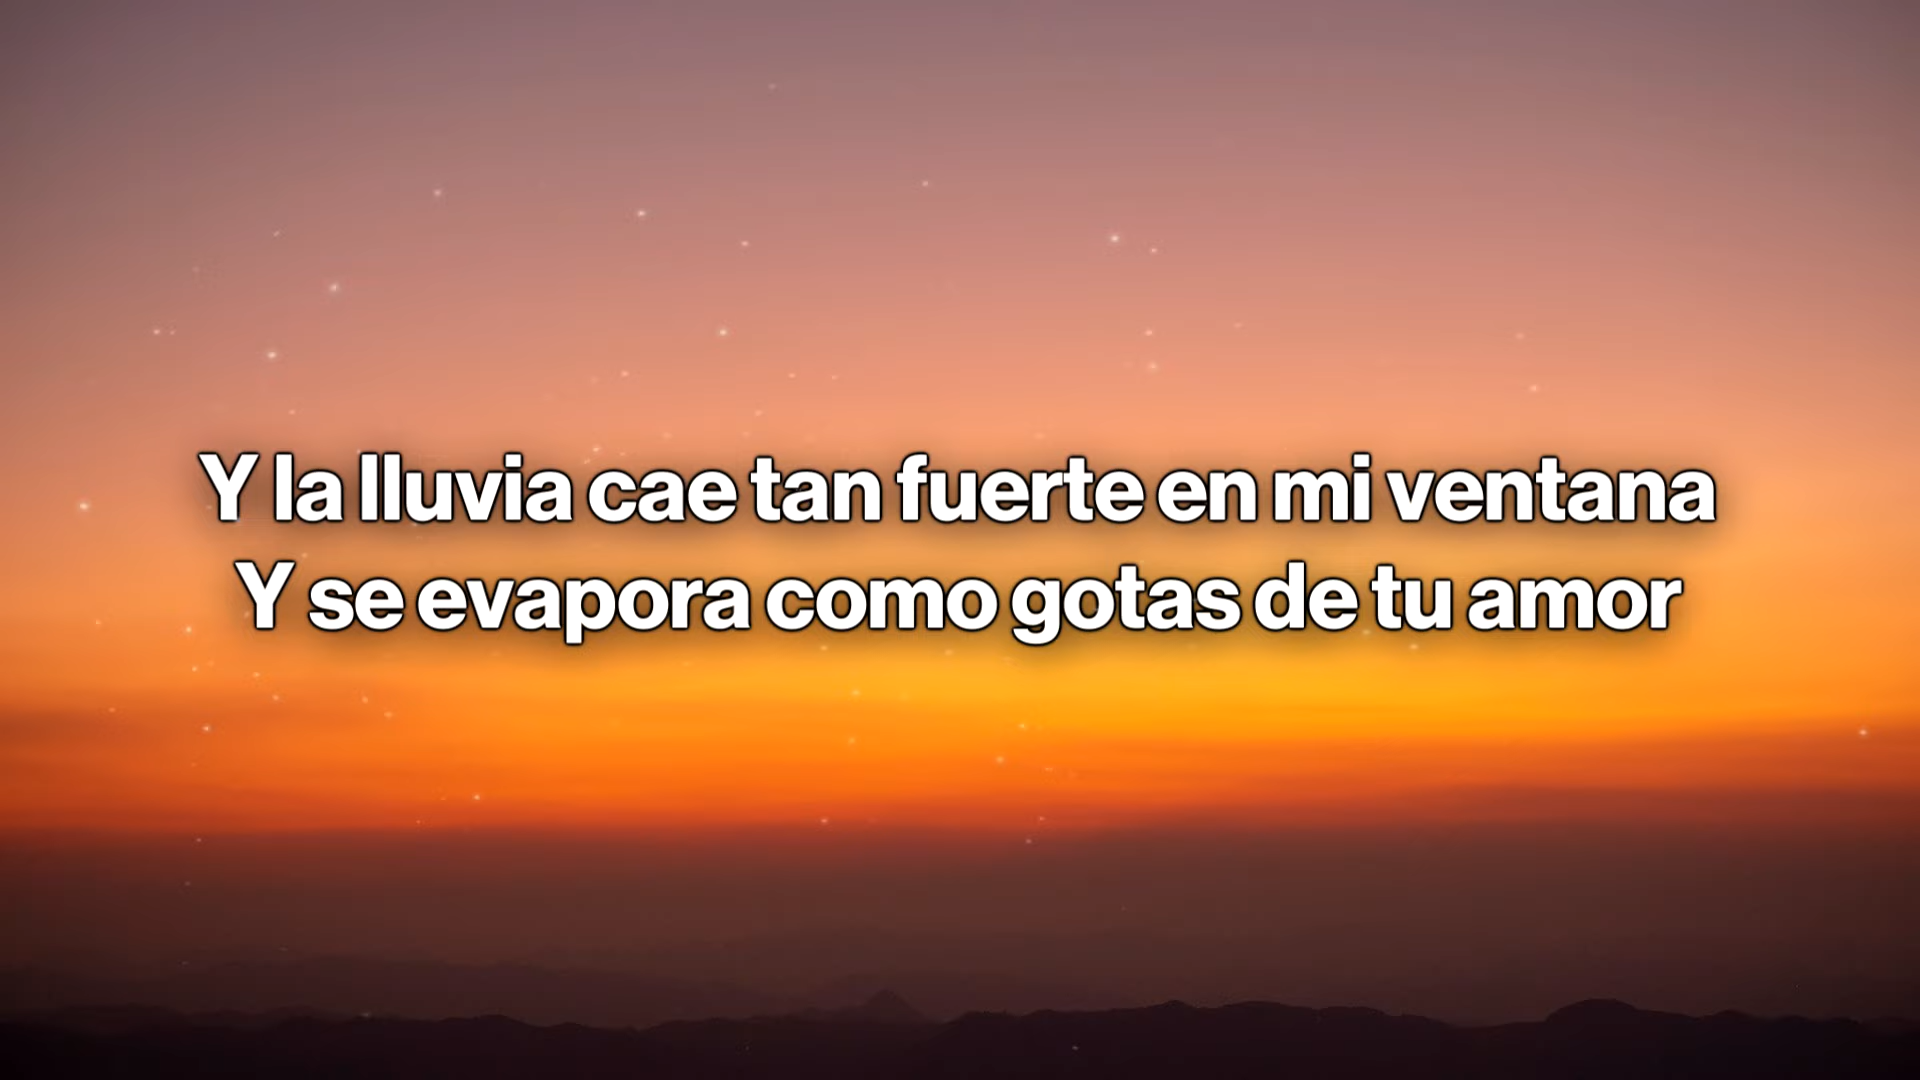 Y la lluvia cae tan fuerte en mi ventana
Y se evapora como gotas de tu amor